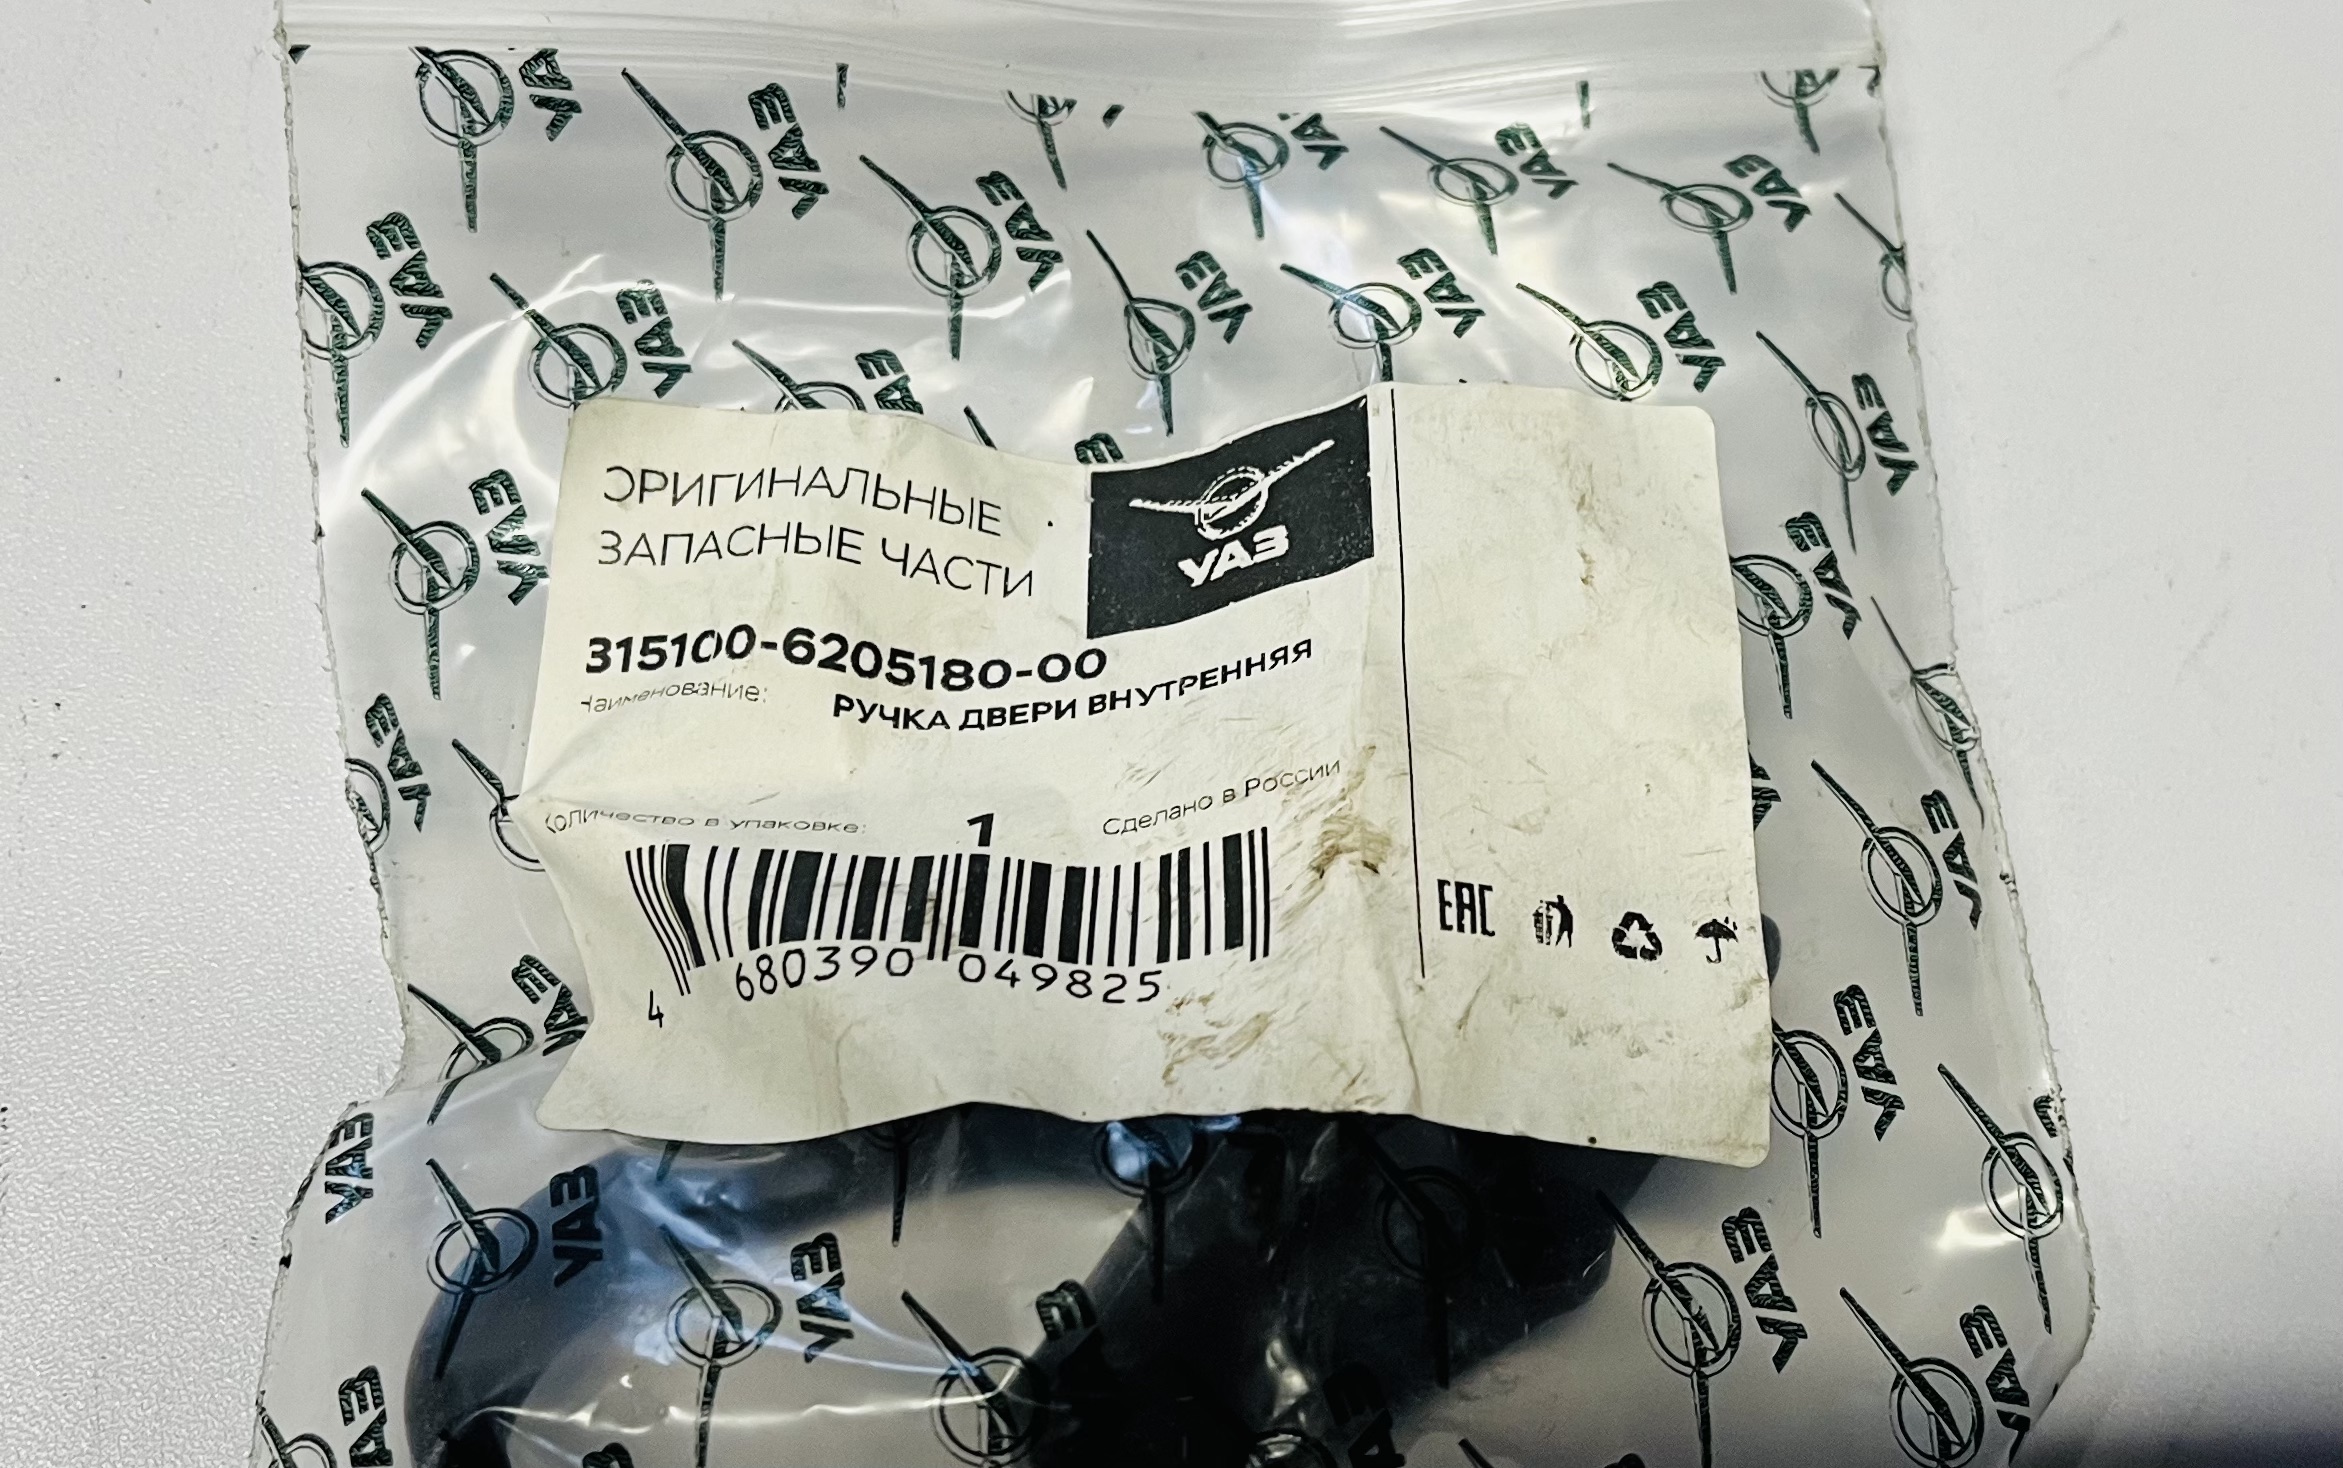 ОРИГИНАЛЬНЫЕ
ЗАПАСНЫЕ ЧАСТИ
УАЗ
315100-6205180-00
Наименование: РУЧКА ДВЕРИ ВНУТРЕННЯЯ
Количество в упаковке: 1 Сделано в России
4 680390 049825
EAC